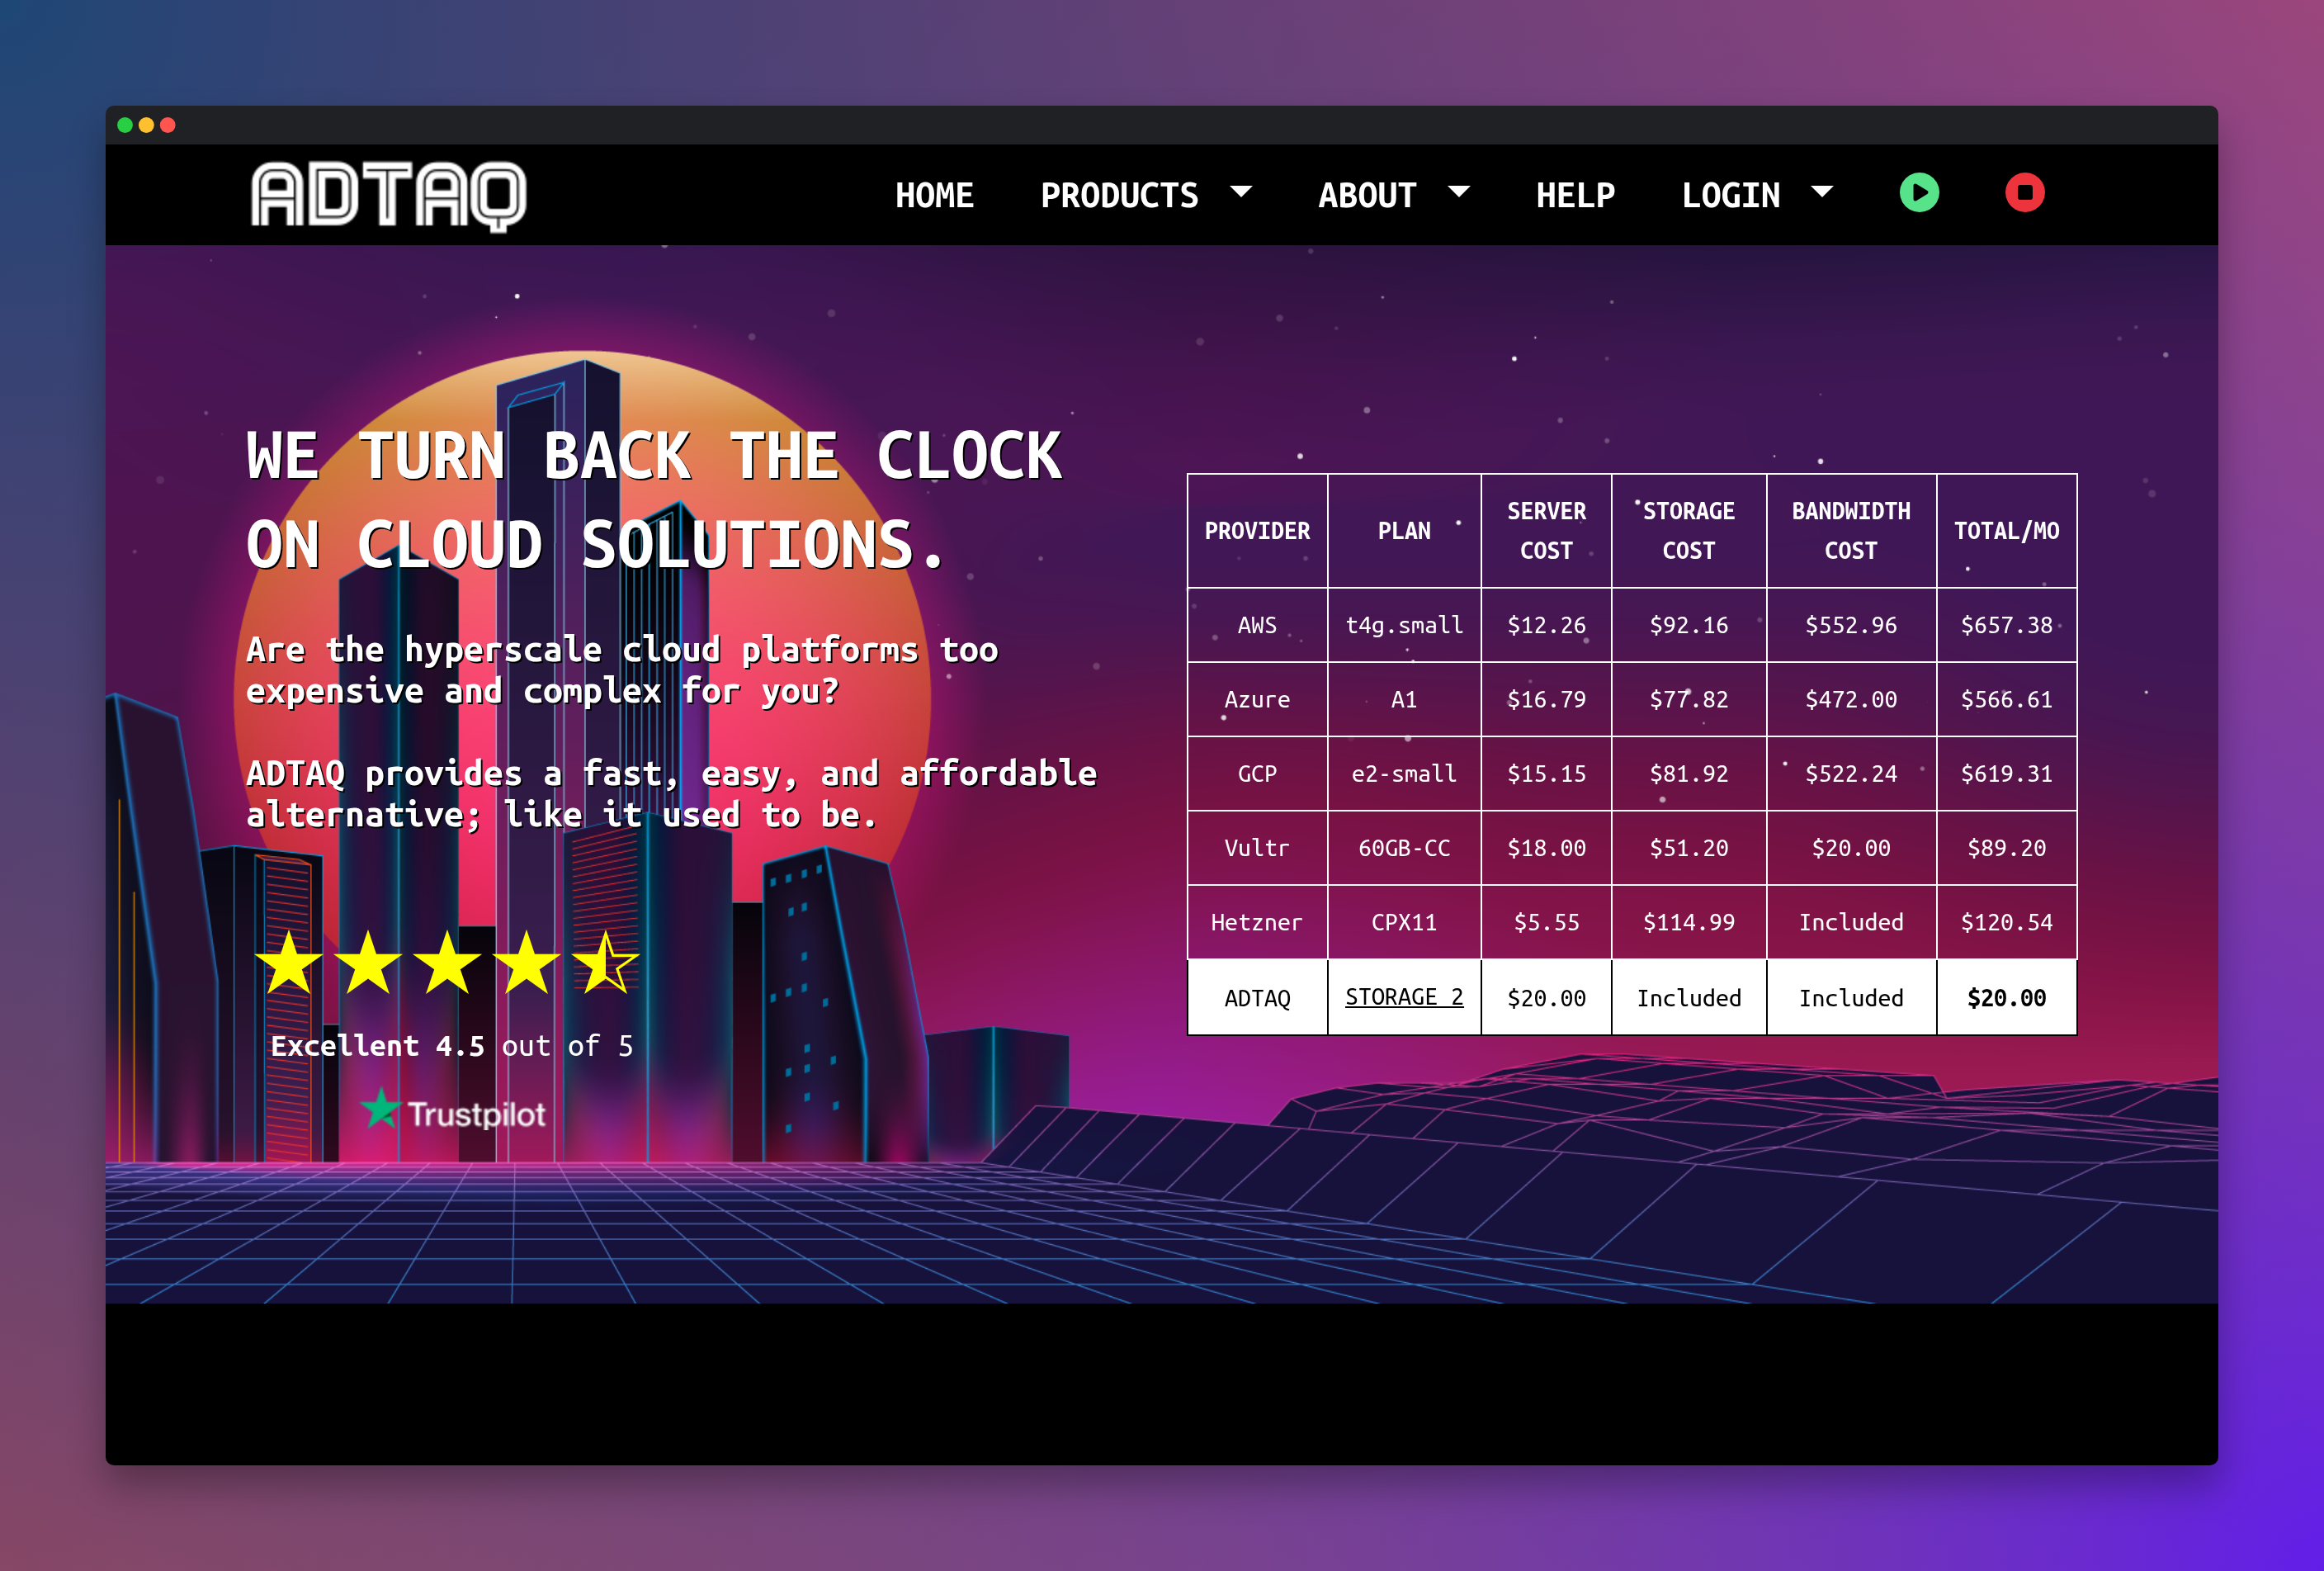 ADTAQ
HOME PRODUCTS ABOUT HELP LOGIN
WE TURN BACK THE CLOCK
ON CLOUD SOLUTIONS.
Are the hyperscale cloud platforms too
expensive and complex for you?
ADTAQ provides a fast, easy, and affordable
alternative; like it used to be.
Excellent 4.5 out of 5
Trustpilot
PROVIDER PLAN SERVER COST STORAGE COST BANDWIDTH COST TOTAL/MO
AWS t4g.small $12.26 $92.16 $552.96 $657.38
Azure A1 $16.79 $77.82 $472.00 $566.61
GCP e2-small $15.15 $81.92 $522.24 $619.31
Vultr 60GB-CC $18.00 $51.20 $20.00 $89.20
Hetzner CPX11 $5.55 $114.99 Included $120.54
ADTAQ STORAGE 2 $20.00 Included Included $20.00